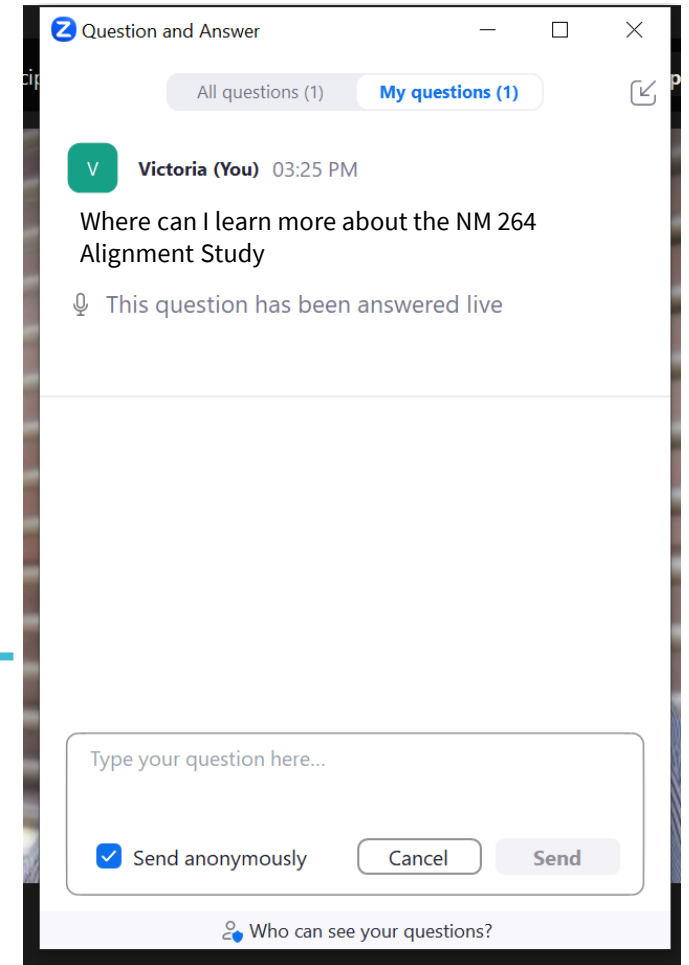 Question and Answer
All questions (1) My questions (1)
V Victoria (You) 03:25 PM
Where can I learn more about the NM 264
Alignment Study
This question has been answered live
Type your question here...
Send anonymously Cancel Send
Who can see your questions?